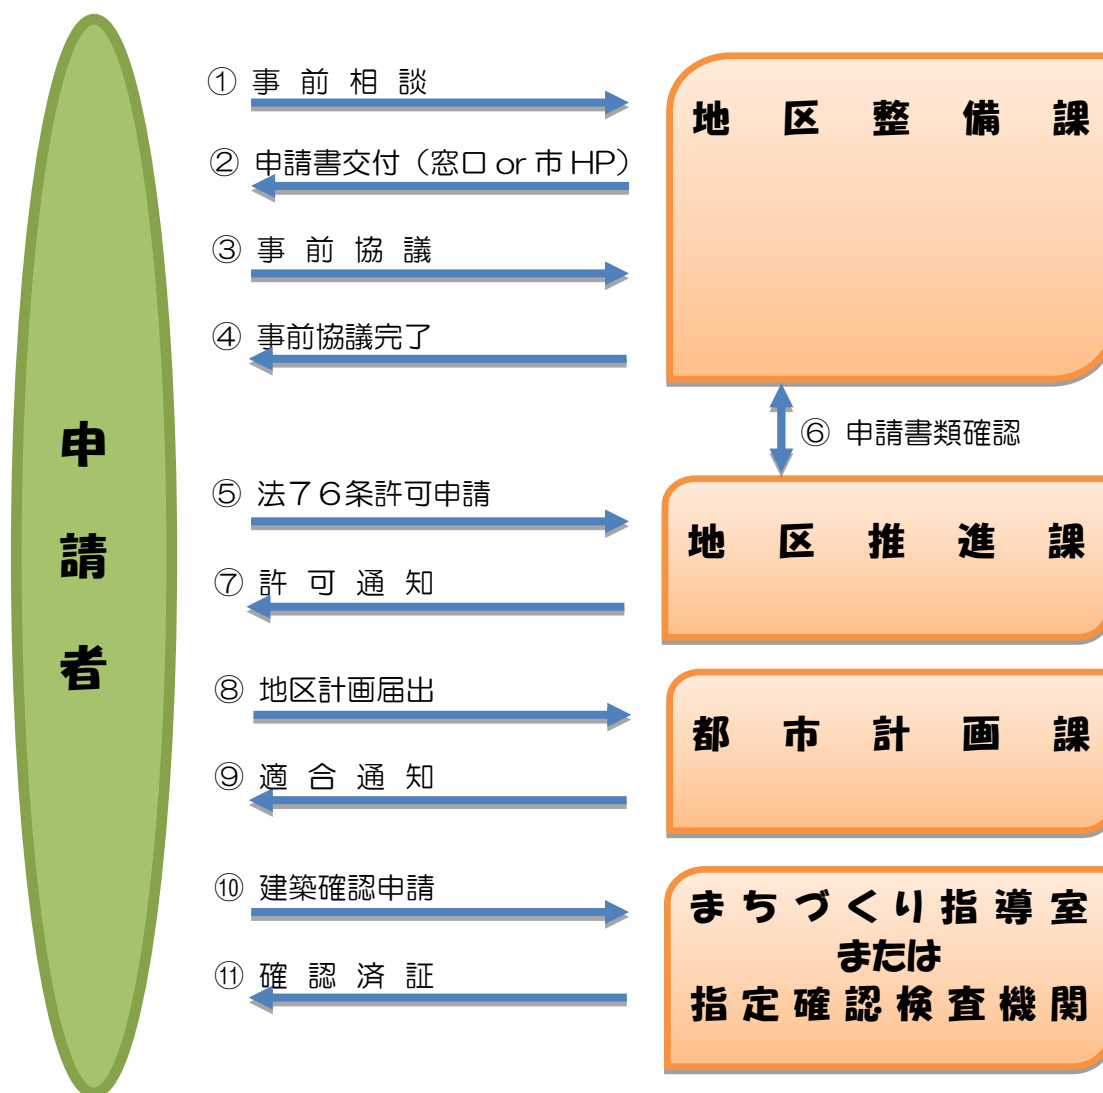 申請者
① 事前相談
② 申請書交付（窓口 or 市 HP）
③ 事前協議
④ 事前協議完了
地区整備課
⑥ 申請書類確認
⑤ 法７６条許可申請
⑦ 許可通知
地区推進課
⑧ 地区計画届出
⑨ 適合通知
都市計画課
⑩ 建築確認申請
⑪ 確認済証
まちづくり指導室
または
指定確認検査機関